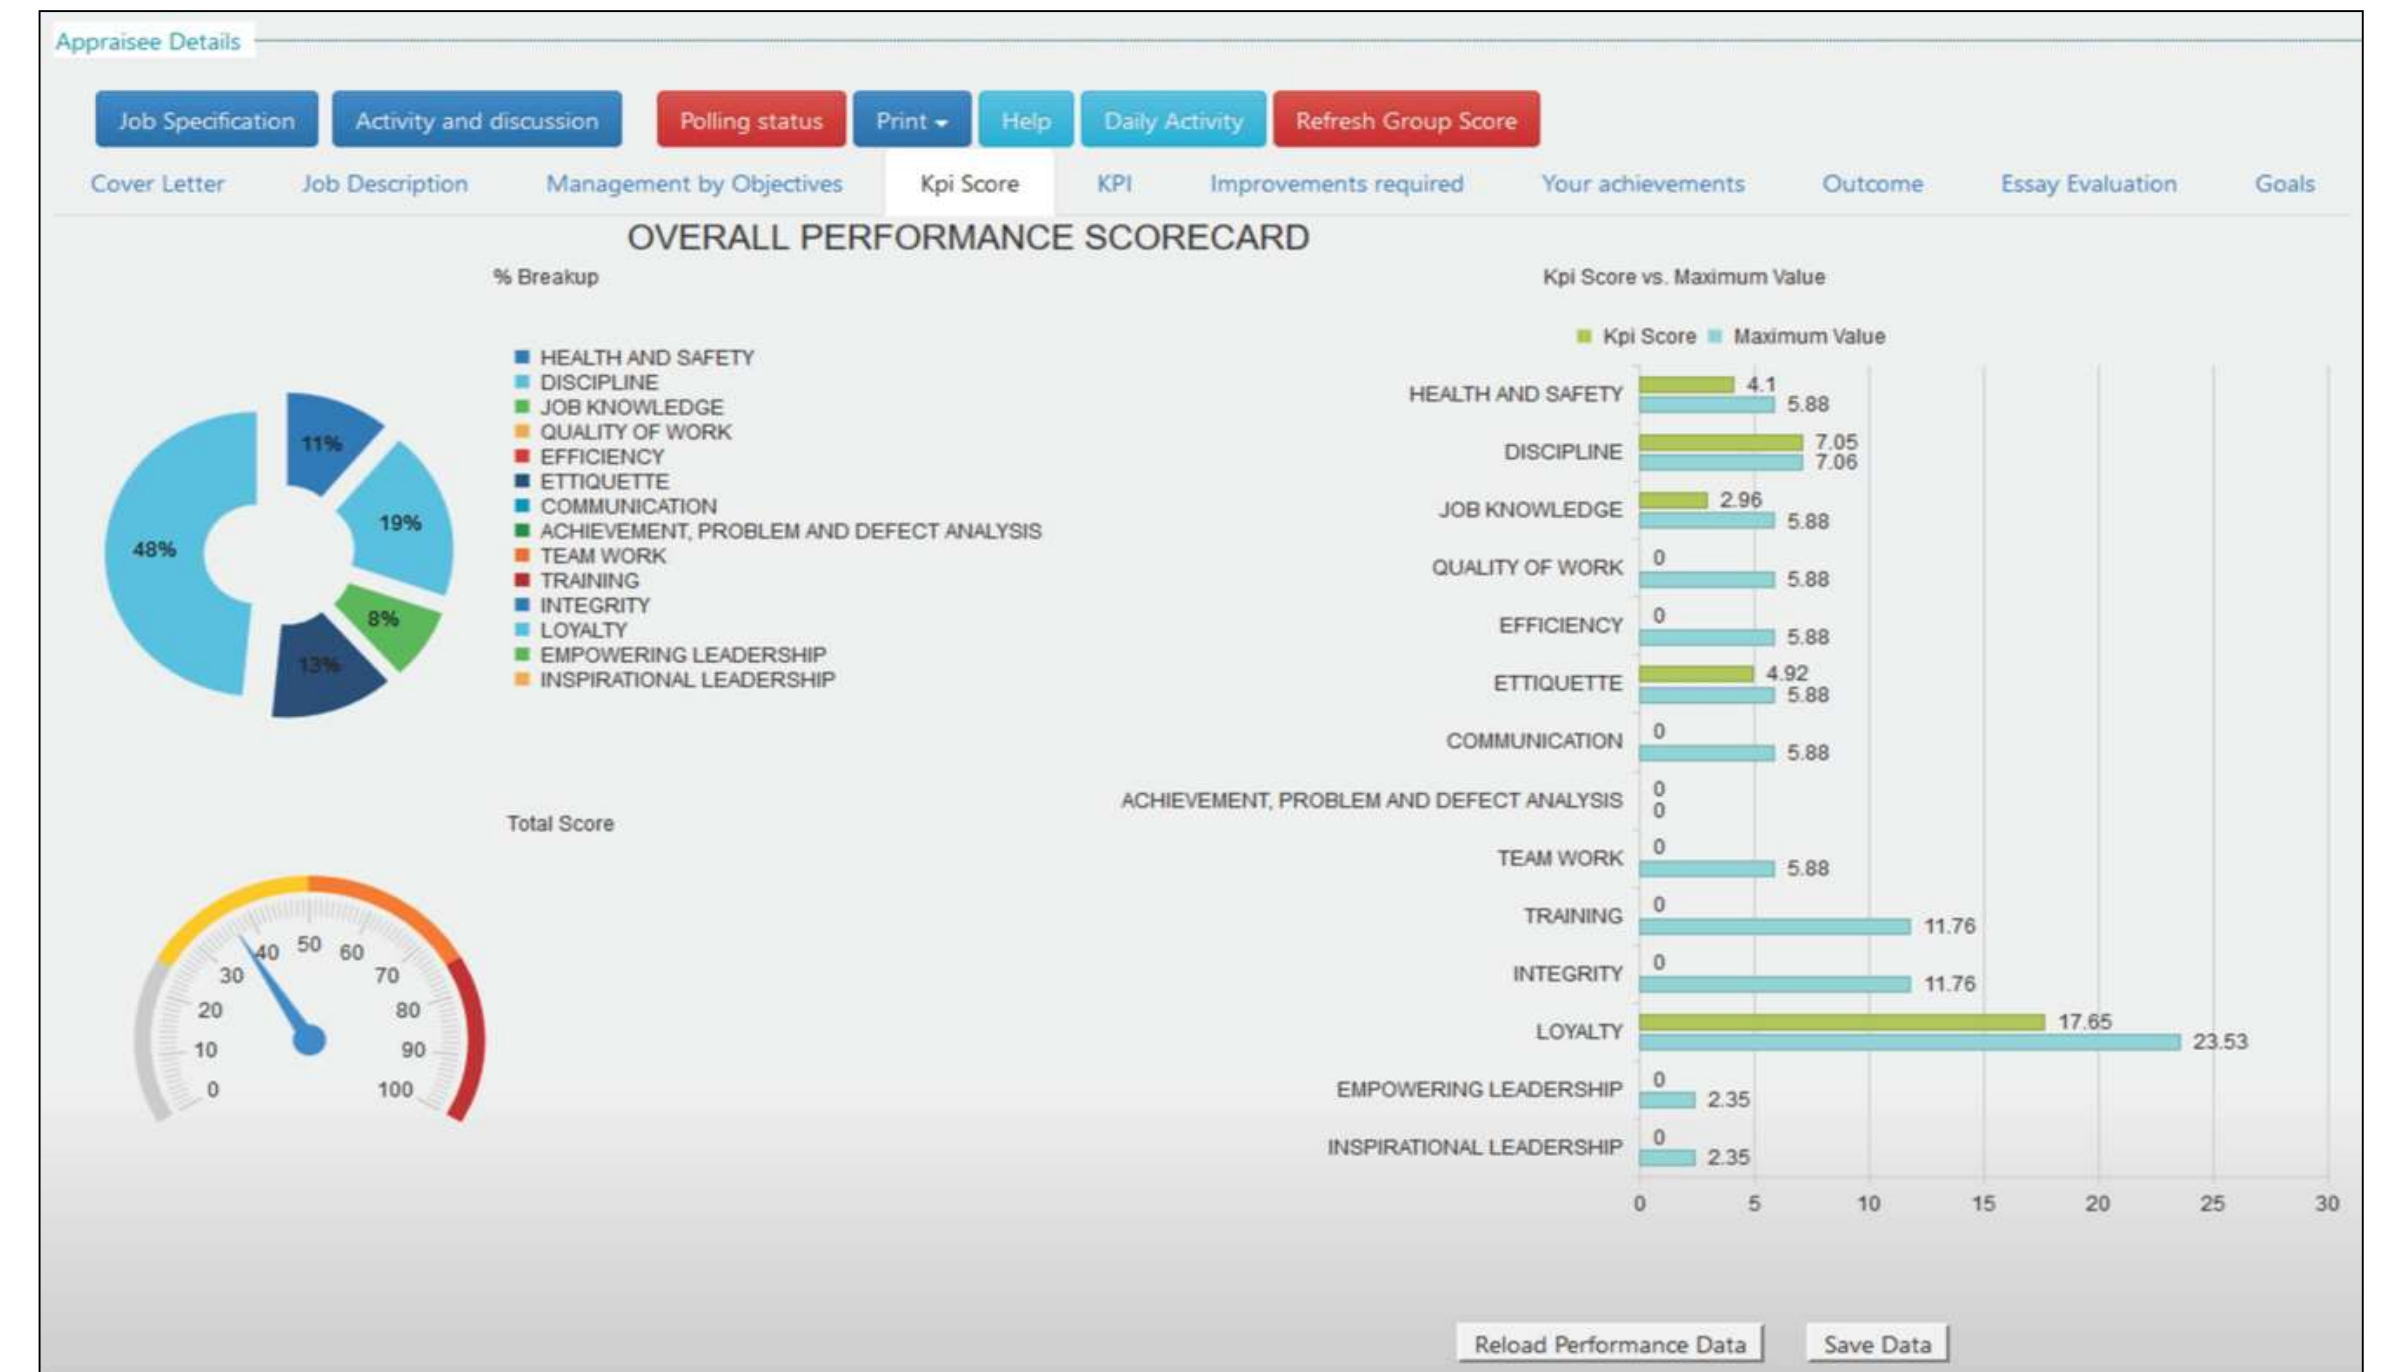 Appraisee Details
Job Specification
Activity and discussion
Polling status
Print
Help
Daily Activity
Refresh Group Score
Cover Letter
Job Description
Management by Objectives
Kpi Score
KPI
Improvements required
Your achievements
Outcome
Essay Evaluation
Goals
OVERALL PERFORMANCE SCORECARD
% Breakup
11%
19%
8%
13%
48%
HEALTH AND SAFETY
DISCIPLINE
JOB KNOWLEDGE
QUALITY OF WORK
EFFICIENCY
ETTIQUETTE
COMMUNICATION
ACHIEVEMENT, PROBLEM AND DEFECT ANALYSIS
TEAM WORK
TRAINING
INTEGRITY
LOYALTY
EMPOWERING LEADERSHIP
INSPIRATIONAL LEADERSHIP
Total Score
0
10
20
30
40
50
60
70
80
90
100
Kpi Score vs. Maximum Value
Kpi Score
Maximum Value
HEALTH AND SAFETY
4.1
5.88
DISCIPLINE
7.05
7.06
JOB KNOWLEDGE
2.96
5.88
QUALITY OF WORK
0
5.88
EFFICIENCY
0
5.88
ETTIQUETTE
4.92
5.88
COMMUNICATION
0
5.88
ACHIEVEMENT, PROBLEM AND DEFECT ANALYSIS
0
0
TEAM WORK
0
5.88
TRAINING
0
11.76
INTEGRITY
0
11.76
LOYALTY
17.65
23.53
EMPOWERING LEADERSHIP
0
2.35
INSPIRATIONAL LEADERSHIP
0
2.35
0 5 10 15 20 25 30
Reload Performance Data
Save Data